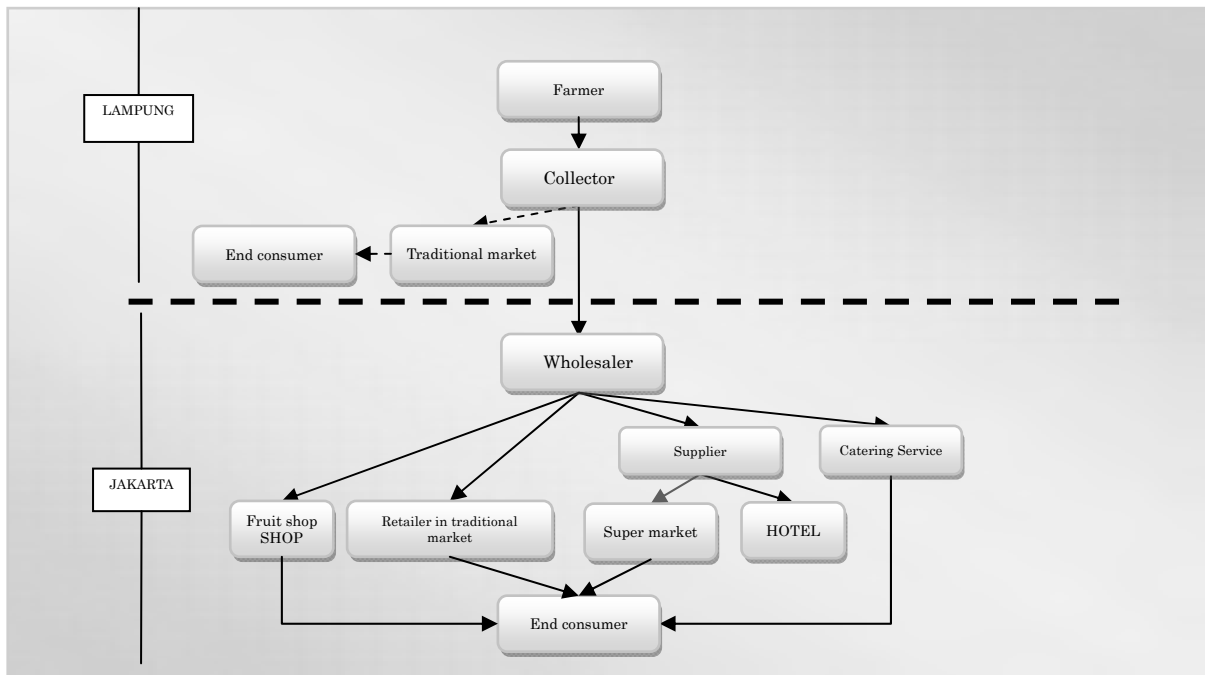 LAMPUNG
Farmer
Collector
End consumer
Traditional market
Wholesaler
Supplier
Catering Service
JAKARTA
Fruit shop
SHOP
Retailer in traditional
market
Super market
HOTEL
End consumer